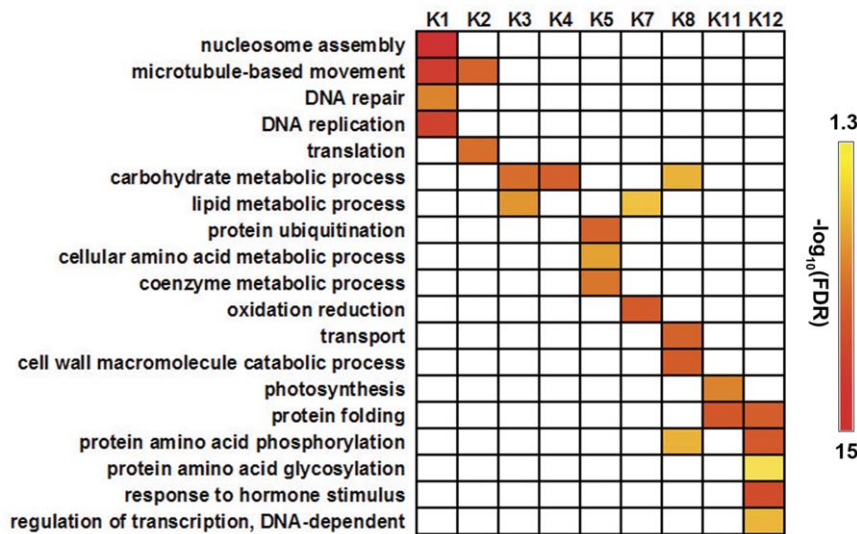 K1 K2 K3 K4 K5 K7 K8 K11 K12
nucleosome assembly
microtubule-based movement
DNA repair
DNA replication
translation
carbohydrate metabolic process
lipid metabolic process
protein ubiquitination
cellular amino acid metabolic process
coenzyme metabolic process
oxidation reduction
transport
cell wall macromolecule catabolic process
photosynthesis
protein folding
protein amino acid phosphorylation
protein amino acid glycosylation
response to hormone stimulus
regulation of transcription, DNA-dependent
1.3
-log10(FDR)
15